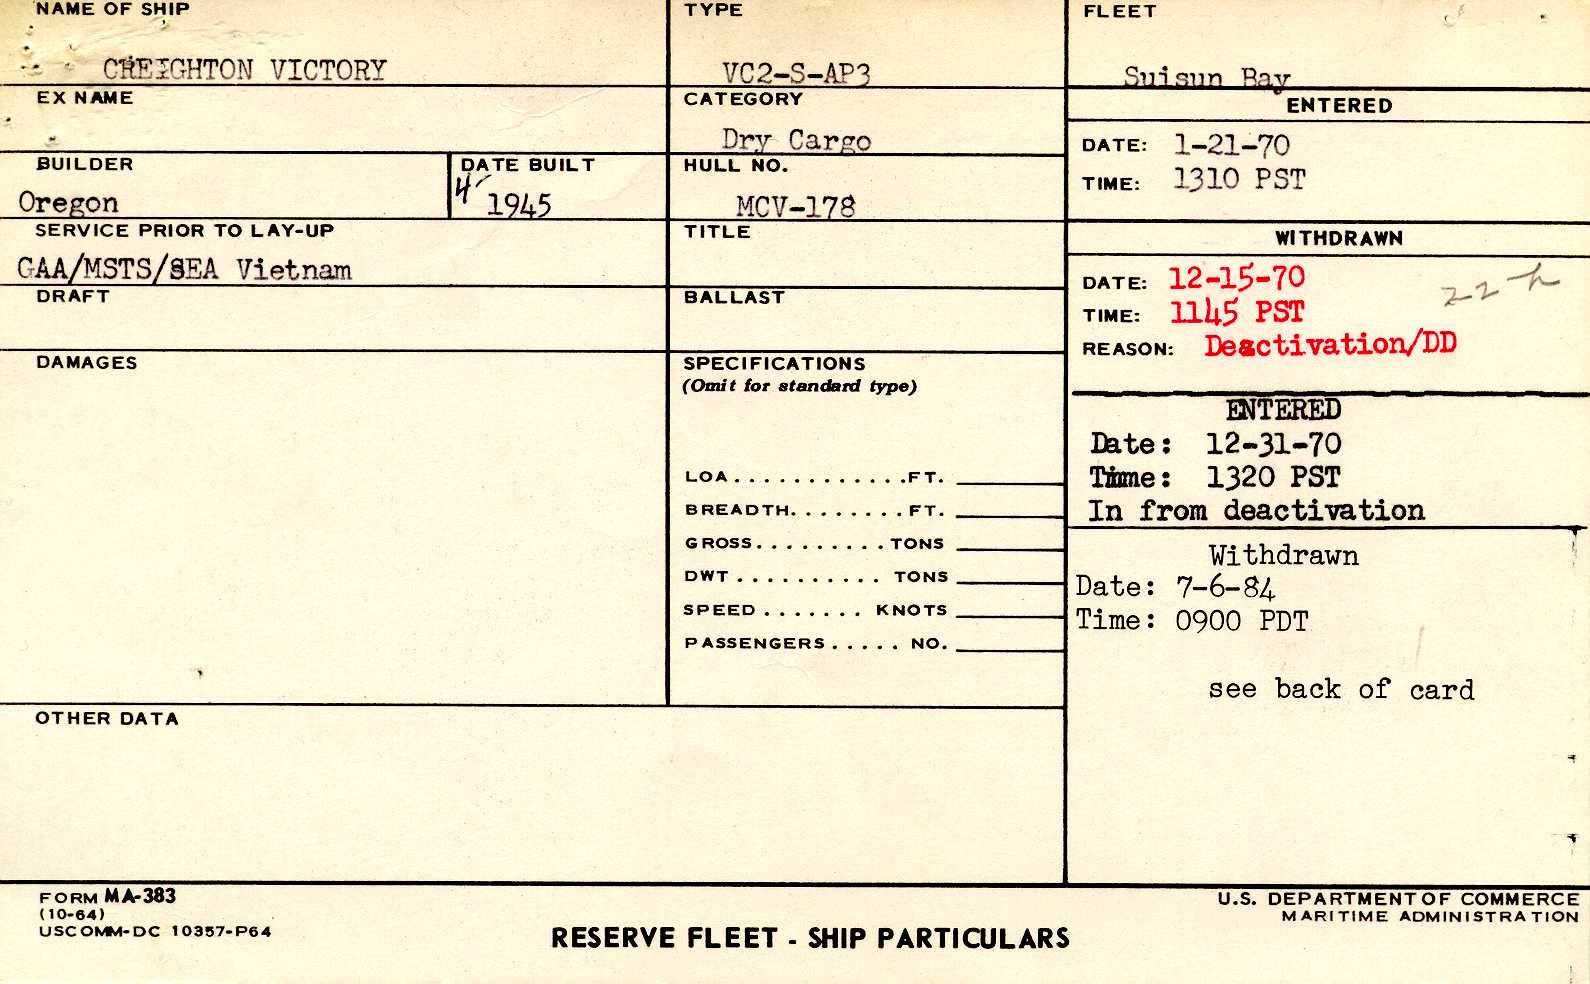 NAME OF SHIP
CREIGHTON VICTORY
TYPE
VC2-S-AP3
FLEET
Suisun Bay
EX NAME
CATEGORY
Dry Cargo
ENTERED
DATE: 1-21-70
TIME: 1310 PST
BUILDER
Oregon
DATE BUILT
4- 1945
HULL NO.
MCV-178
SERVICE PRIOR TO LAY-UP
GAA/MSTS/SEA Vietnam
TITLE
WITHDRAWN
DATE: 12-15-70
TIME: 1145 PST
REASON: Deactivation/DD
DRAFT
BALLAST
DAMAGES
SPECIFICATIONS
(Omit for standard type)
LOA.............FT.
BREADTH........FT.
GROSS.........TONS
DWT.......... TONS
SPEED....... KNOTS
PASSENGERS..... NO.
ENTERED
Date: 12-31-70
Time: 1320 PST
In from deactivation
Withdrawn
Date: 7-6-84
Time: 0900 PDT
see back of card
OTHER DATA
FORM MA-383
(10-64)
USCOMM-DC 10357-P64
RESERVE FLEET - SHIP PARTICULARS
U.S. DEPARTMENT OF COMMERCE
MARITIME ADMINISTRATION